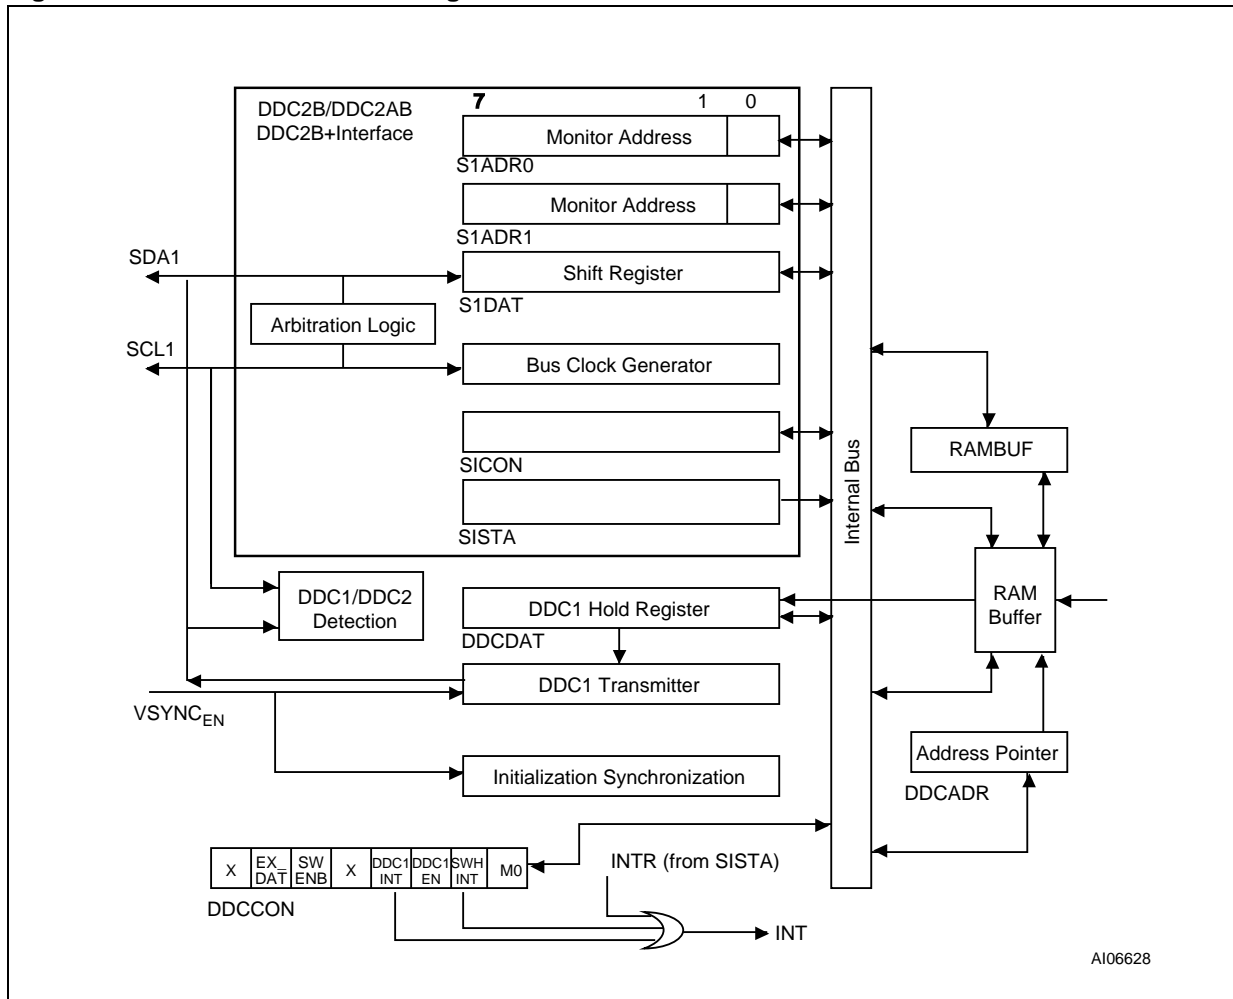 DDC2B/DDC2AB
DDC2B+Interface
7 1 0
Monitor Address
S1ADR0
Monitor Address
S1ADR1
SDA1
Shift Register
S1DAT
Arbitration Logic
SCL1
Bus Clock Generator
Internal Bus
RAMBUF
SICON
SISTA
DDC1/DDC2
Detection
DDC1 Hold Register
RAM
Buffer
DDCDAT
DDC1 Transmitter
VSYNCEN
Address Pointer
Initialization Synchronization
DDCADR
INTR (from SISTA)
X EX_ SW X DDC1 DDC1 SWH M0
DAT ENB INT EN INT
DDCCON
INT
AI06628